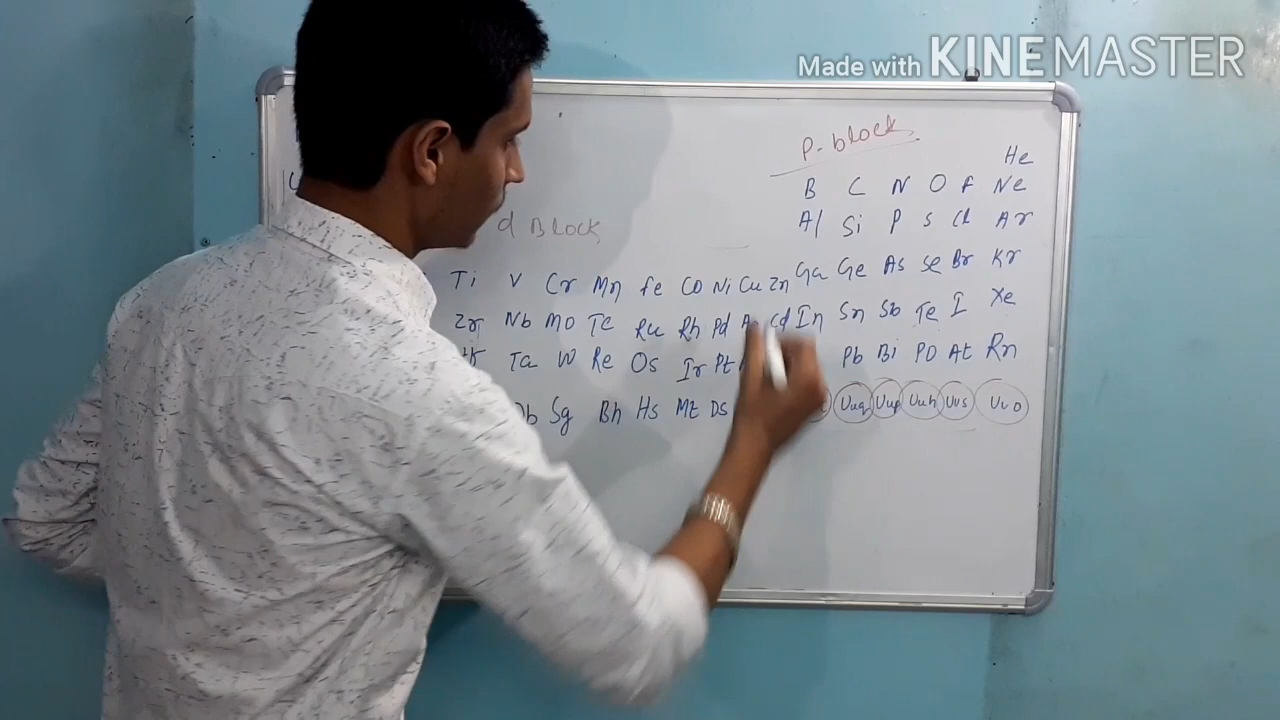 Made with KINEMASTER
P-block
He
B C N O F Ne
d Block
Al Si P S Cl Ar
Ti V Cr Mn Fe CO Ni Cu Zn Ga Ge As Se Br Kr
Zr Nb MO Tc Ru Rh Pd Cd In Sn Sb Te I Xe
Ta W Re Os Ir Pt Pb Bi PO At Rn
Db Sg Bh Hs Mt DS Uuq Uup Uuh Uus Uuo